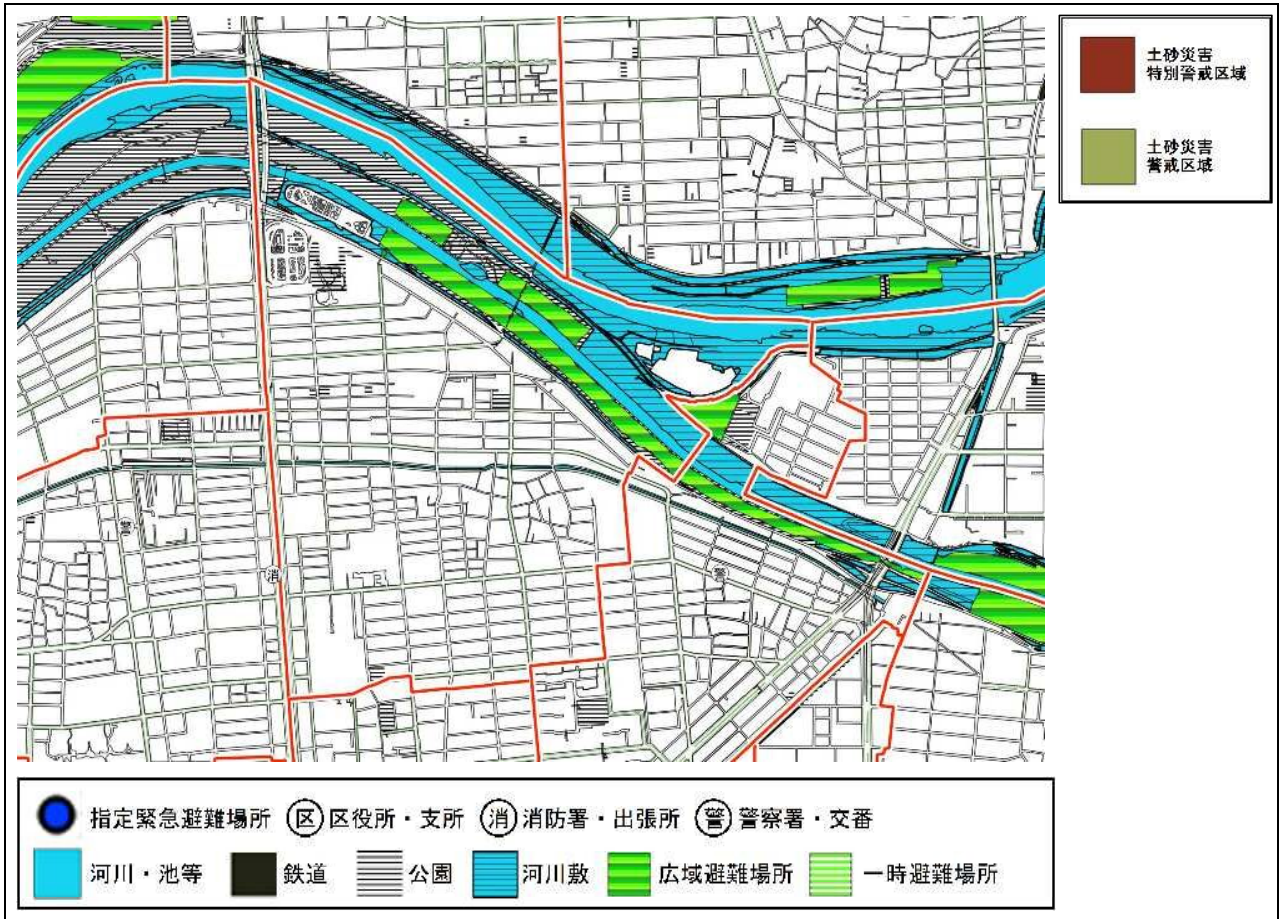 土砂災害
特別警戒区域
土砂災害
警戒区域
警
消
警
指定緊急避難場所 区 区役所・支所 消 消防署・出張所 警 警察署・交番
河川・池等 鉄道 公園 河川敷 広域避難場所 一時避難場所